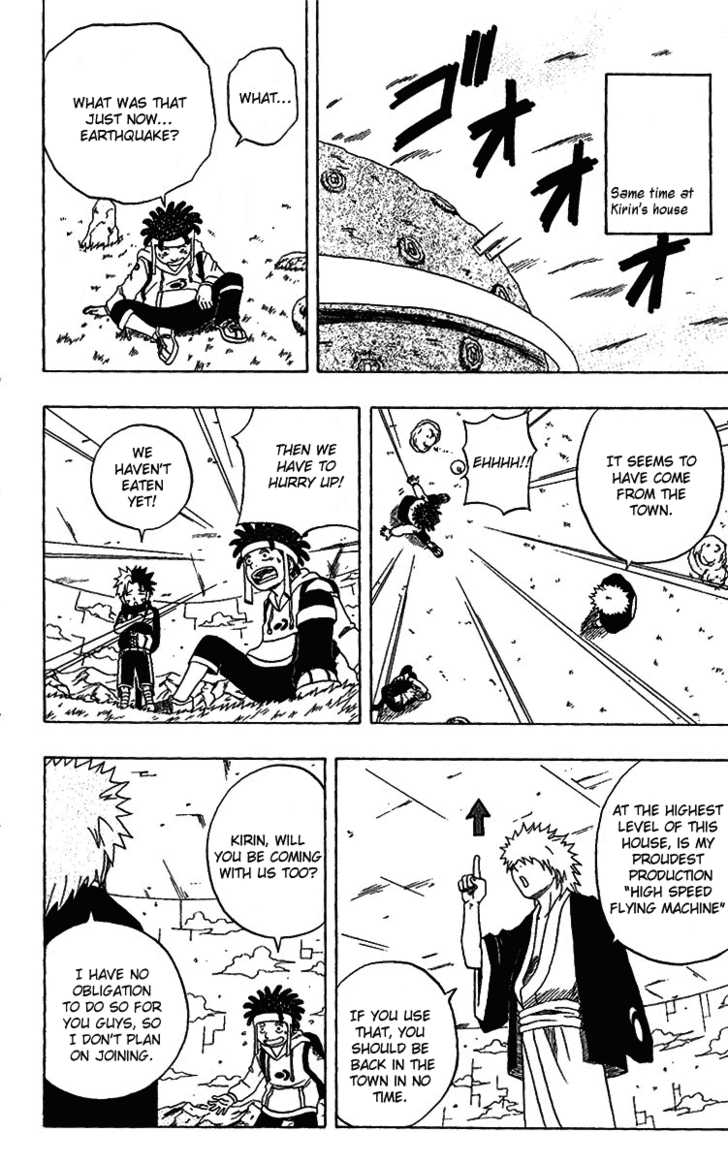 Same time at
Kirin's house
ゴオオオ
WHAT...
WHAT WAS THAT
JUST NOW...
EARTHQUAKE?
IT SEEMS TO
HAVE COME
FROM THE
TOWN.
EHHHH!!
THEN WE
HAVE TO
HURRY UP!
WE
HAVEN'T
EATEN
YET!
AT THE HIGHEST
LEVEL OF THIS
HOUSE, IS MY
PROUDEST
PRODUCTION
"HIGH SPEED
FLYING MACHINE"
IF YOU USE
THAT, YOU
SHOULD BE
BACK IN THE
TOWN IN NO
TIME.
KIRIN, WILL
YOU BE COMING
WITH US TOO?
I HAVE NO
OBLIGATION
TO DO SO FOR
YOU GUYS, SO
I DON'T PLAN
ON JOINING.